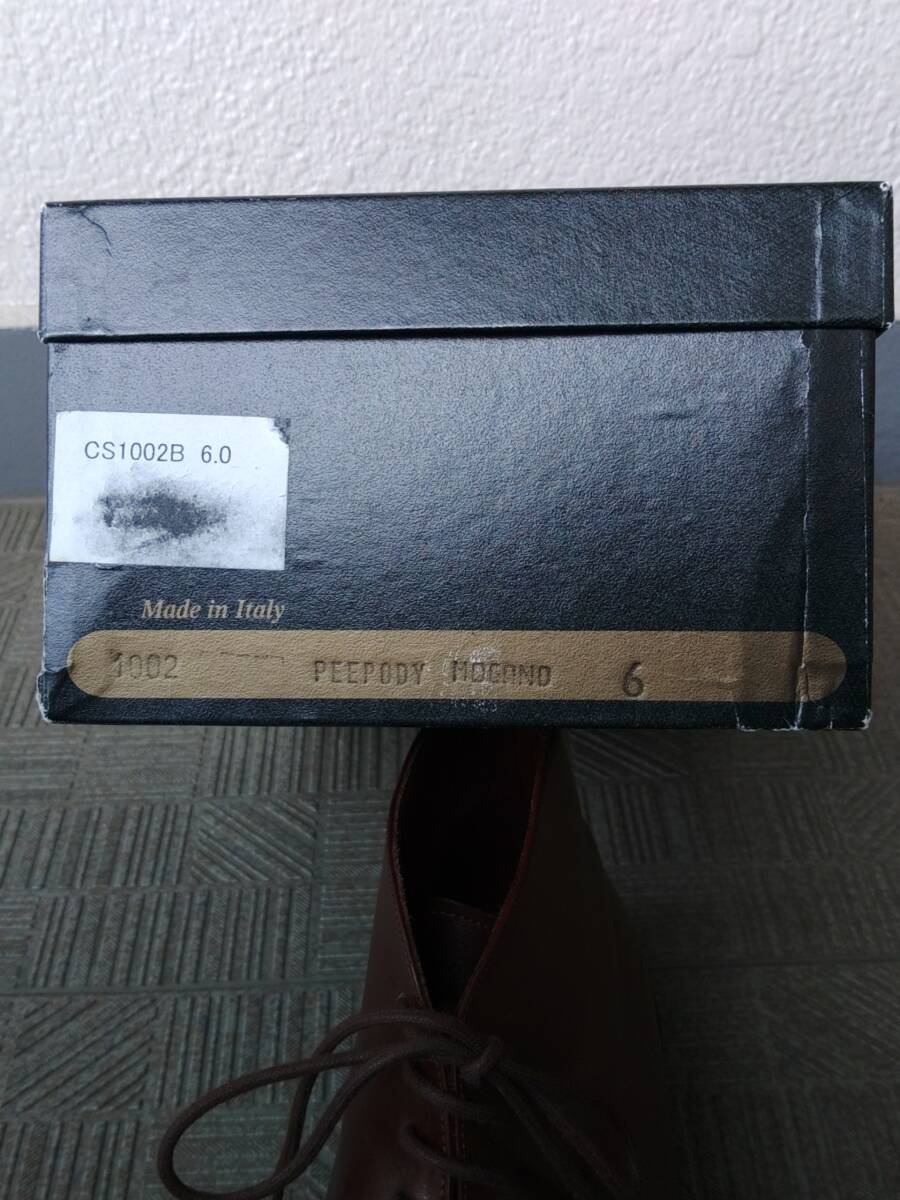 CS1002B 6.0
Made in Italy
1002 PEEPODY MOGANO 6